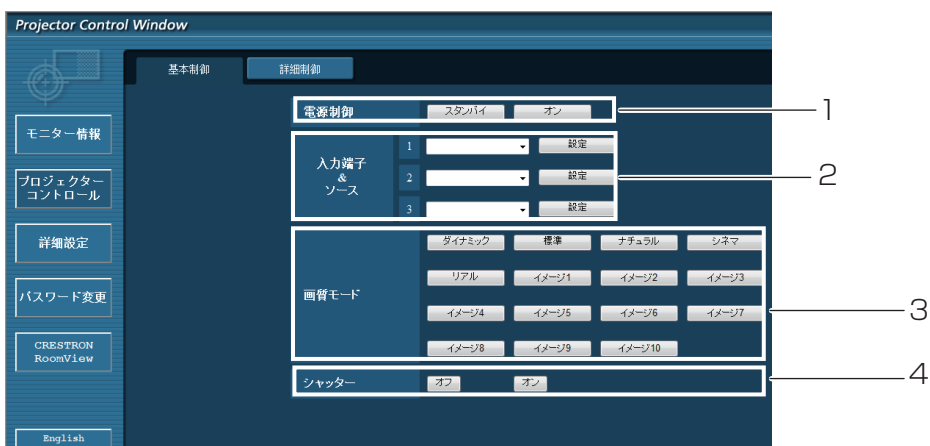 Projector Control Window
基本制御 詳細制御
モニター情報
プロジェクター
コントロール
詳細設定
パスワード変更
CRESTRON
RoomView
English
電源制御 スタンバイ オン 1
入力端子
&
ソース
1 設定
2 設定
3 設定
2
画質モード
ダイナミック 標準 ナチュラル シネマ
リアル イメージ1 イメージ2 イメージ3
イメージ4 イメージ5 イメージ6 イメージ7
イメージ8 イメージ9 イメージ10
3
シャッター オフ オン 4